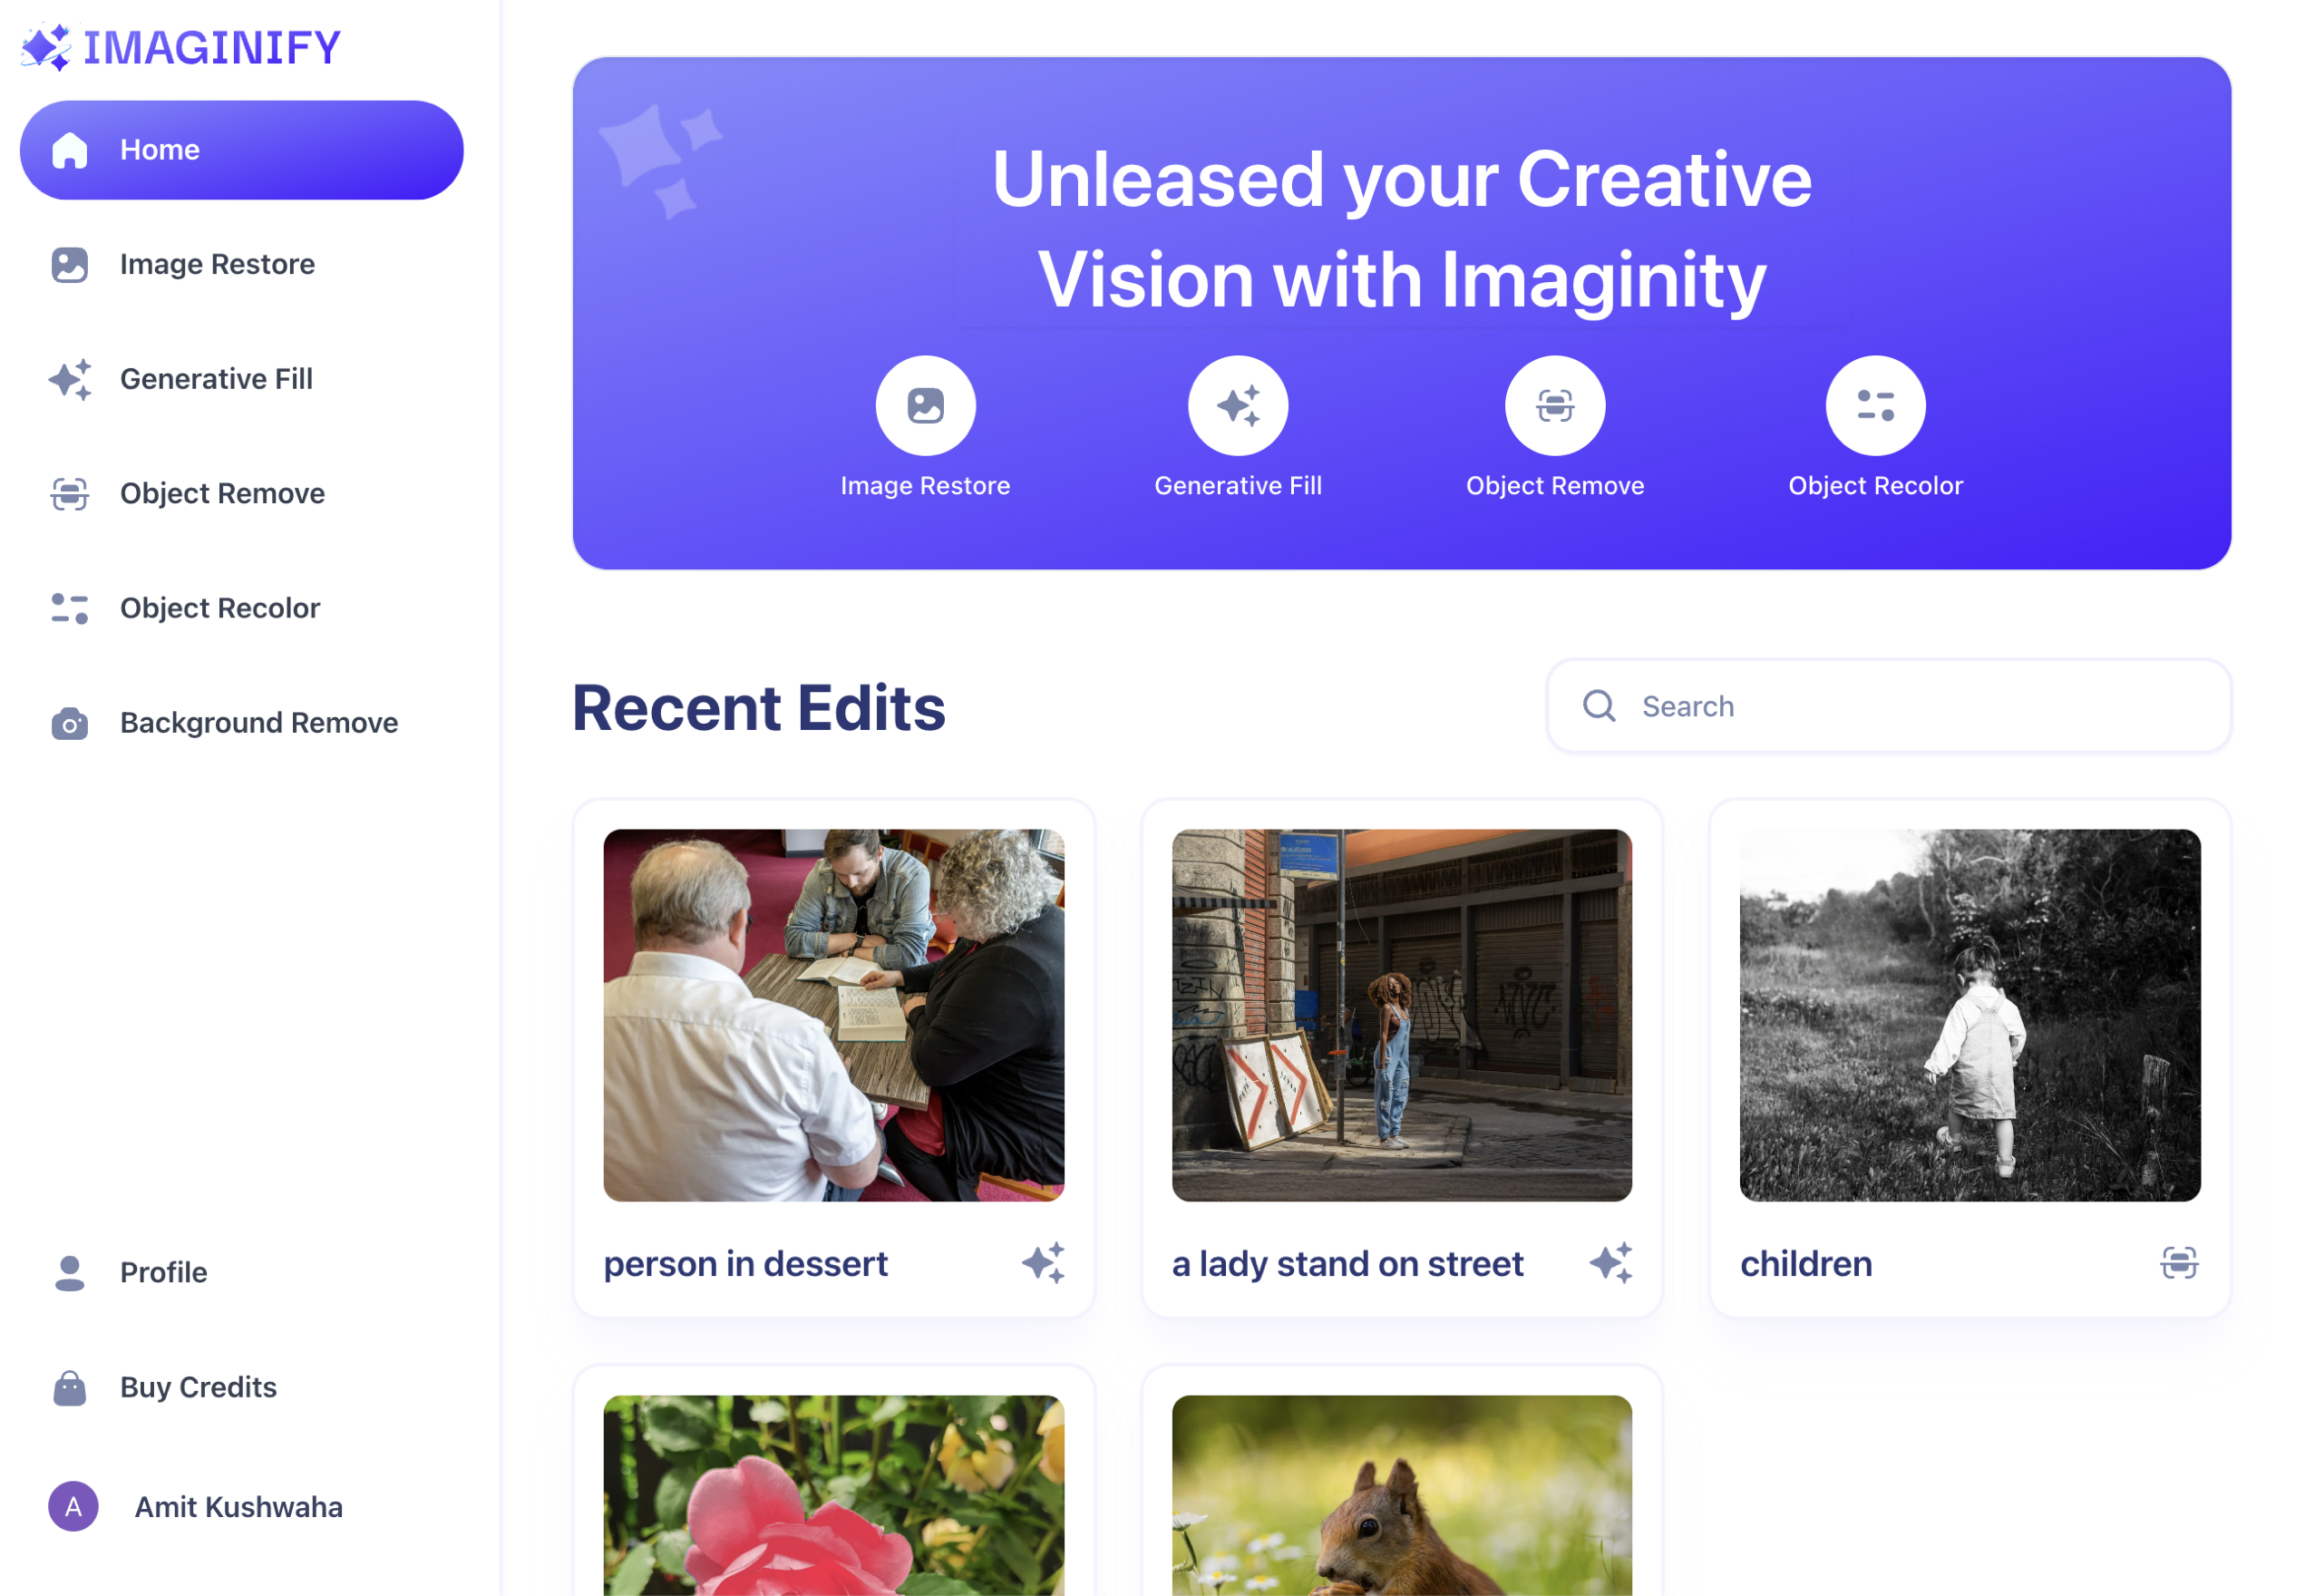 IMAGINIFY
Home
Image Restore
Generative Fill
Object Remove
Object Recolor
Background Remove
Profile
Buy Credits
A
Amit Kushwaha
Unleased your Creative
Vision with Imaginity
Image Restore
Generative Fill
Object Remove
Object Recolor
Recent Edits
Search
person in dessert
a lady stand on street
children